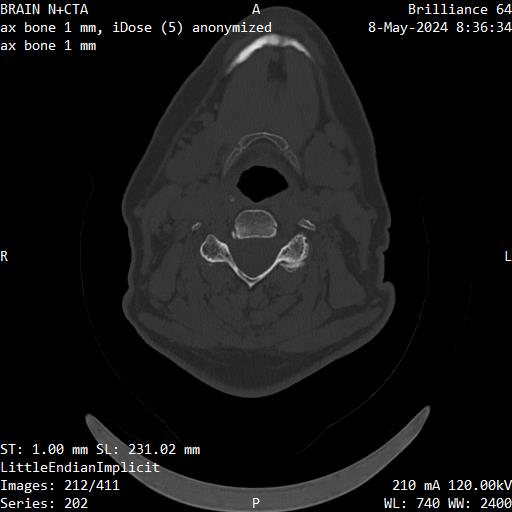 BRAIN N+CTA
ax bone 1 mm, iDose (5) anonymized
ax bone 1 mm
A
Brilliance 64
8-May-2024 8:36:34
R
L
ST: 1.00 mm SL: 231.02 mm
LittleEndianImplicit
Images: 212/411
Series: 202
P
210 mA 120.00kV
WL: 740 WW: 2400